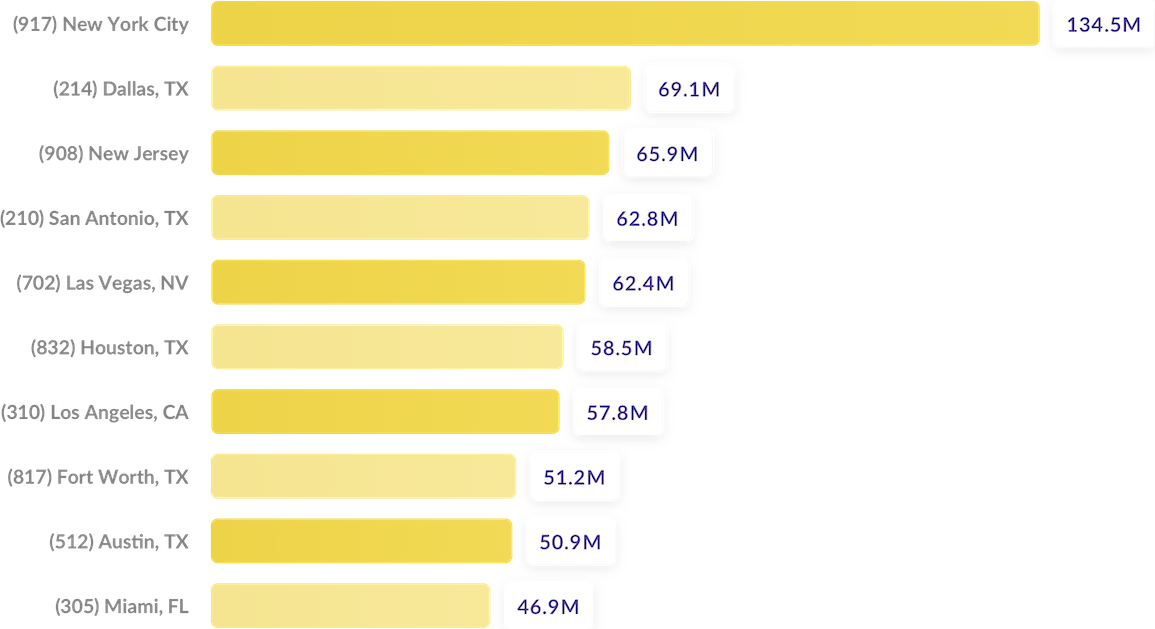 (917) New York City 134.5M
(214) Dallas, TX 69.1M
(908) New Jersey 65.9M
(210) San Antonio, TX 62.8M
(702) Las Vegas, NV 62.4M
(832) Houston, TX 58.5M
(310) Los Angeles, CA 57.8M
(817) Fort Worth, TX 51.2M
(512) Austin, TX 50.9M
(305) Miami, FL 46.9M